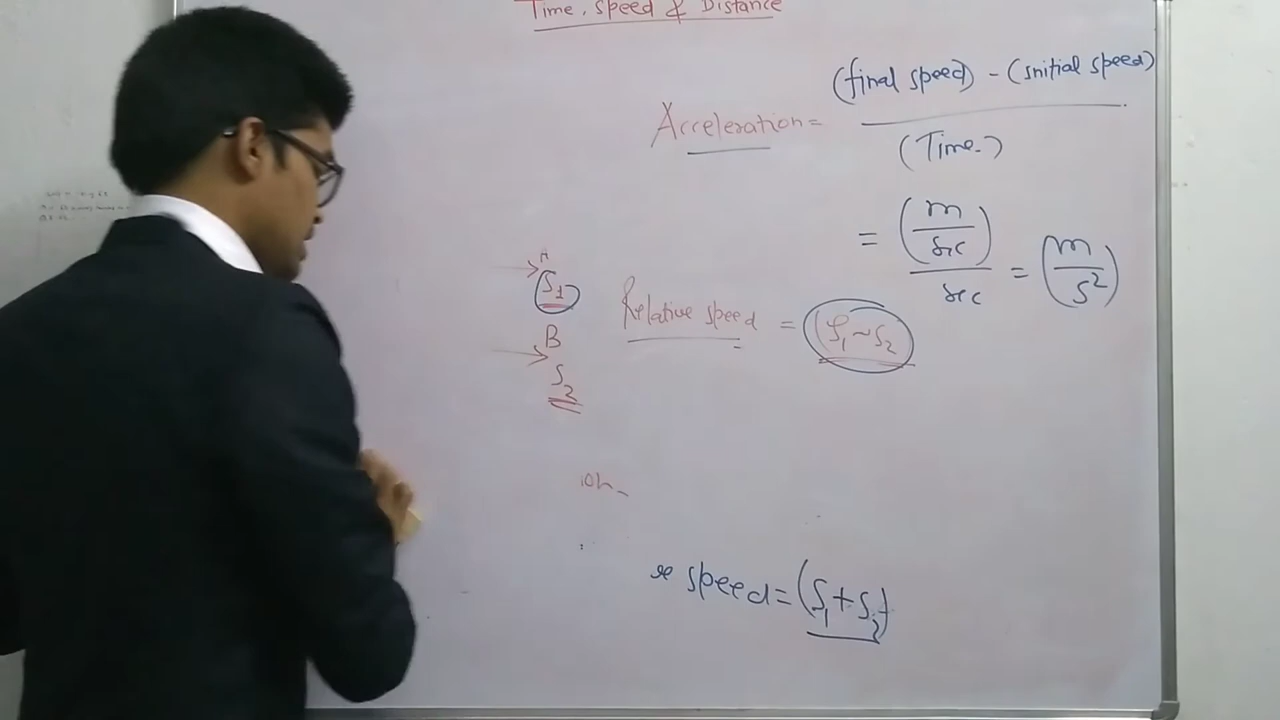 Time, Speed & Distance
Acceleration = (final speed) - (initial speed)
(Time)
= (m/sec)/sec = (m/s²)
A
S₁
B
S₂
Relative speed = S₁ ~ S₂
10h
speed = (S₁ + S₂)